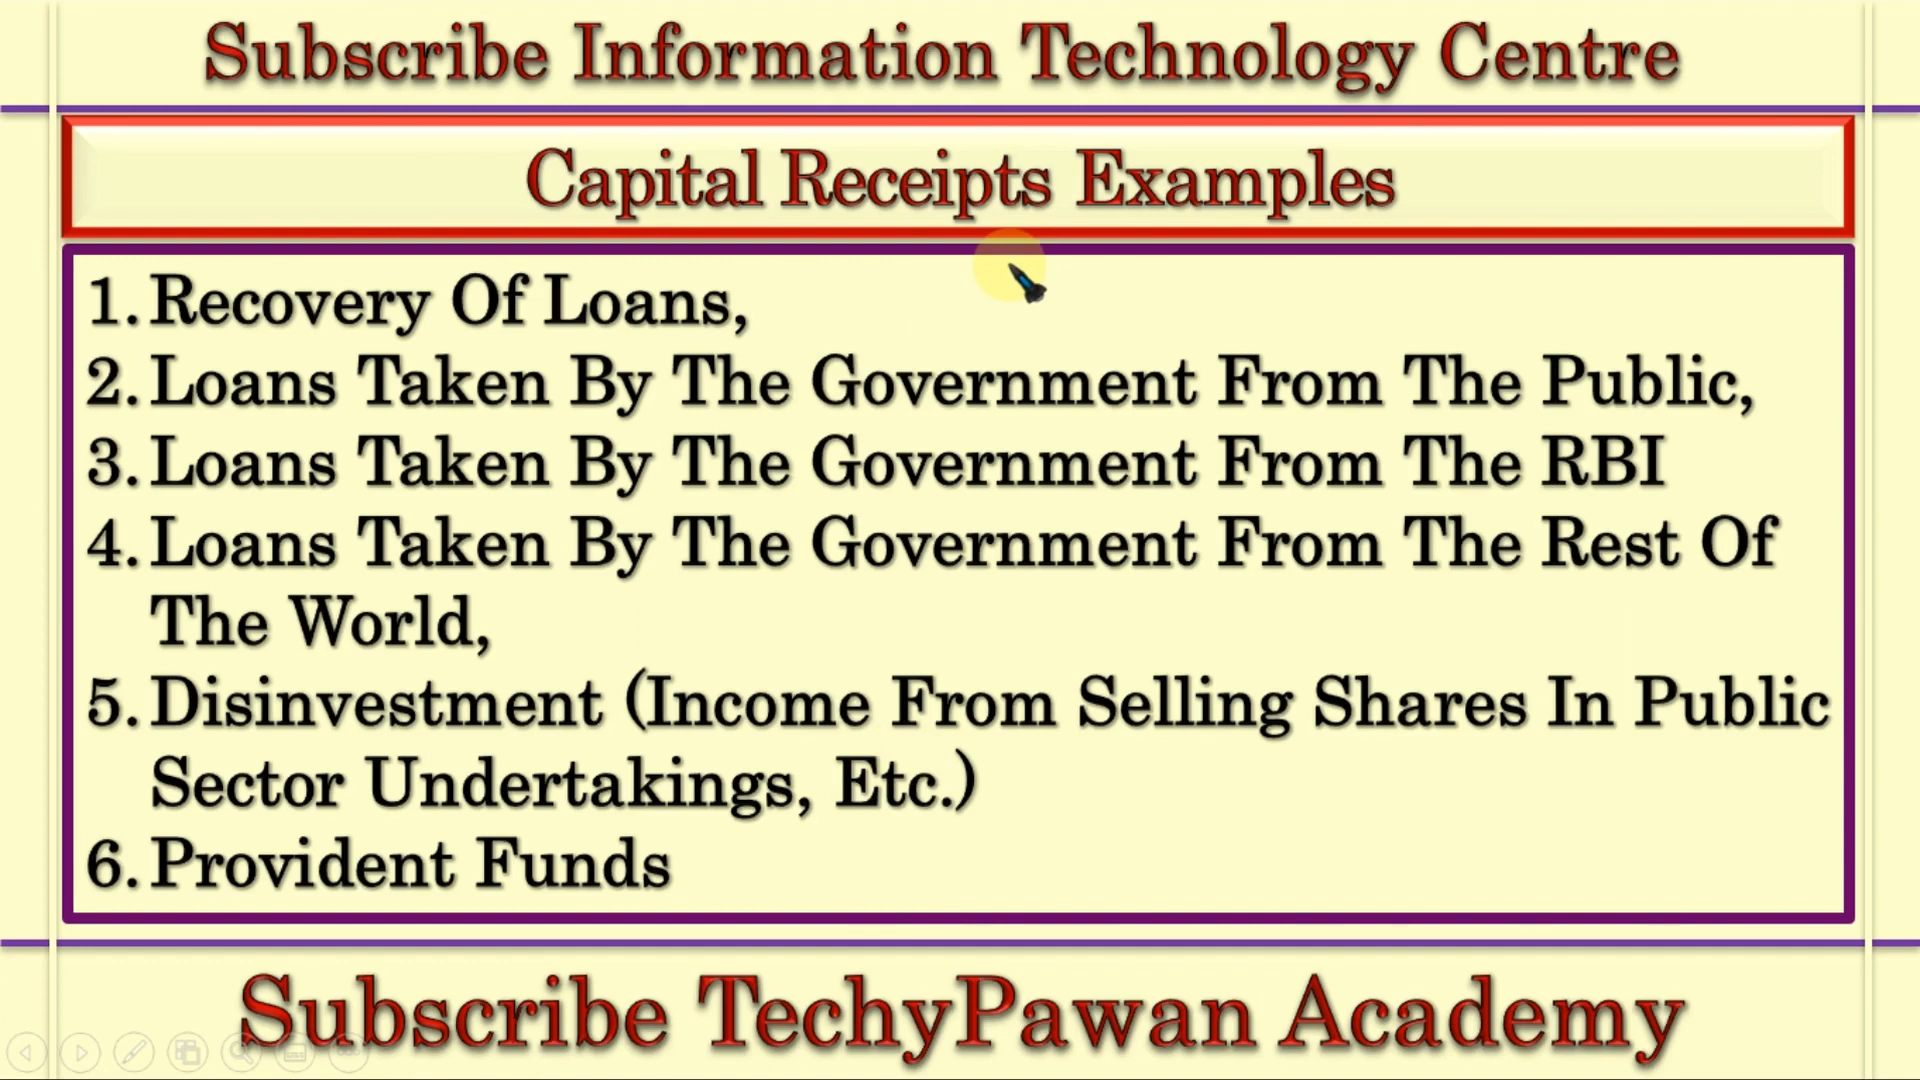 Subscribe Information Technology Centre
Capital Receipts Examples
1. Recovery Of Loans,
2. Loans Taken By The Government From The Public,
3. Loans Taken By The Government From The RBI
4. Loans Taken By The Government From The Rest Of
The World,
5. Disinvestment (Income From Selling Shares In Public
Sector Undertakings, Etc.)
6. Provident Funds
Subscribe TechyPawan Academy